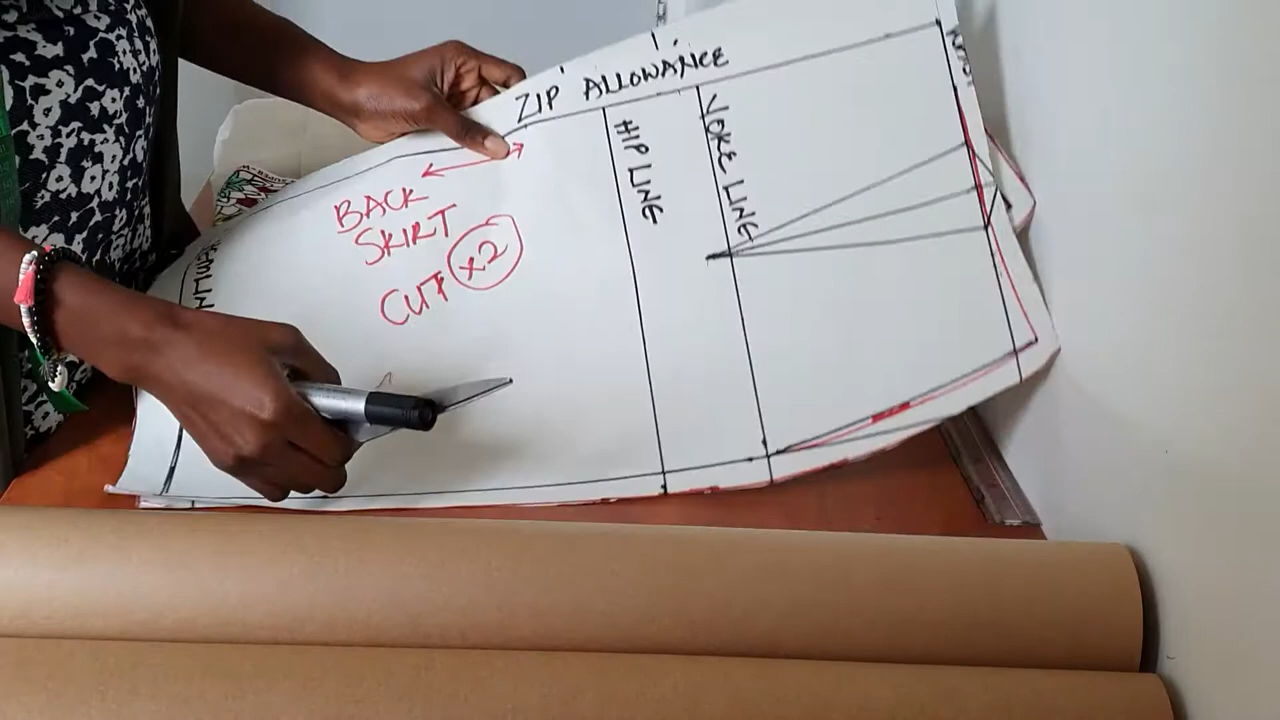 ZIP ALLOWANCE
YOKE LINE
HIP LINE
BACK
SKIRT
CUT x2